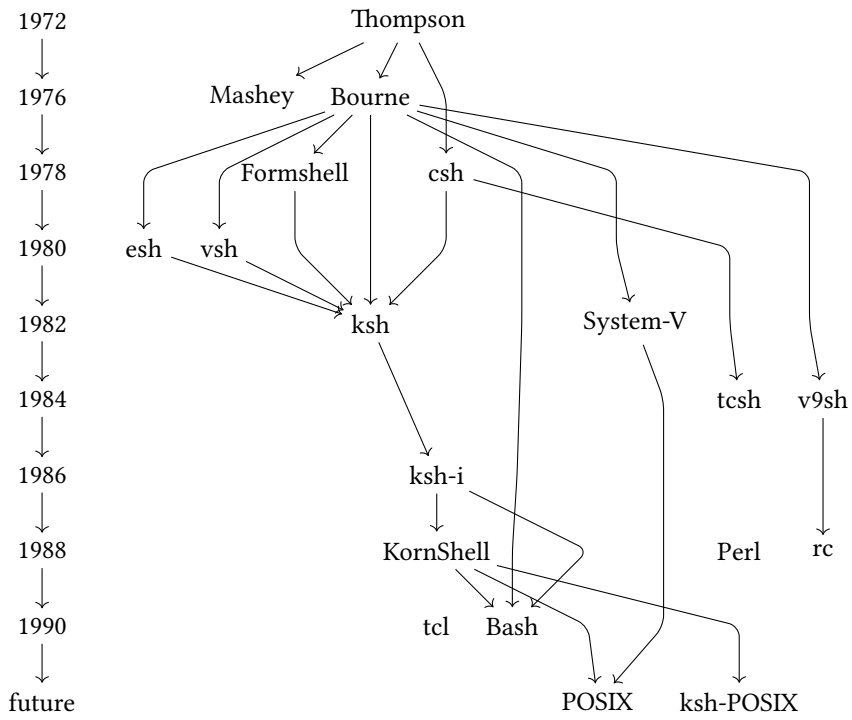 1972 Thompson
1976 Mashey Bourne
1978 Formshell csh
1980 esh vsh
1982 ksh System-V
1984 tcsh v9sh
1986 ksh-i
1988 KornShell Perl rc
1990 tcl Bash
future POSIX ksh-POSIX